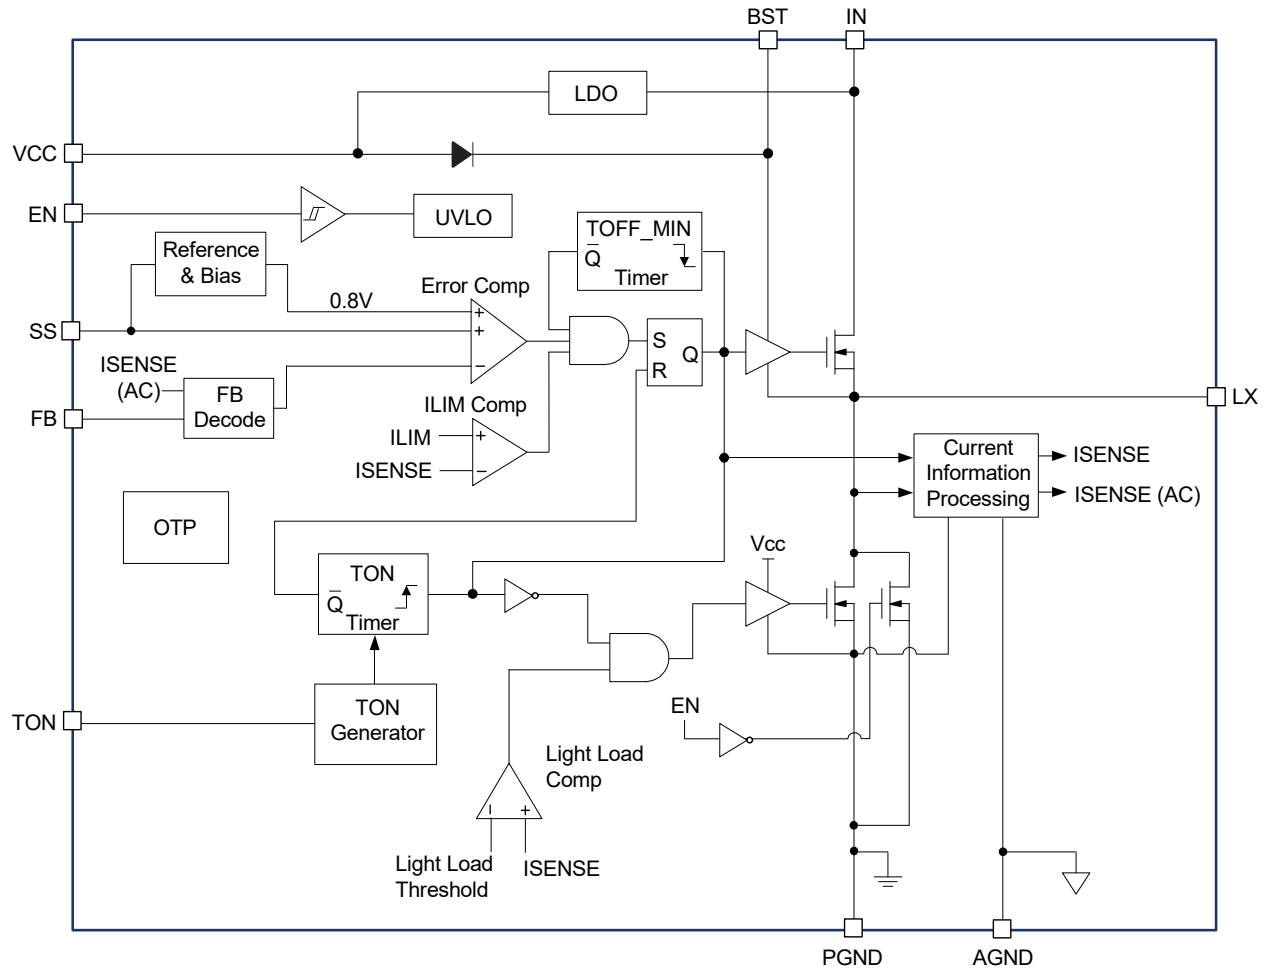 BST
IN
LDO
VCC
EN
UVLO
TOFF_MIN
Q
Timer
Reference
& Bias
Error Comp
0.8V
+
+
−
SS
S
Q
R
ISENSE
(AC)
FB
Decode
FB
LX
ILIM Comp
ILIM
+
ISENSE
−
Current
Information
Processing
ISENSE
ISENSE (AC)
OTP
Vcc
TON
Q
Timer
TON
TON
Generator
EN
Light Load
Comp
−
+
Light Load
Threshold
ISENSE
PGND
AGND